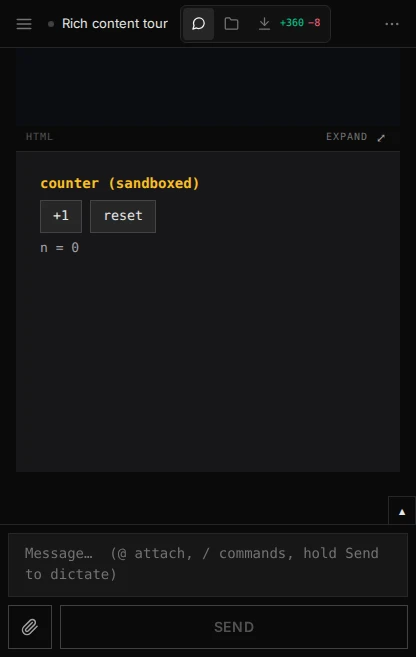 Rich content tour
+360 −8
HTML
EXPAND
counter (sandboxed)
+1
reset
n = 0
Message… (@ attach, / commands, hold Send
to dictate)
SEND